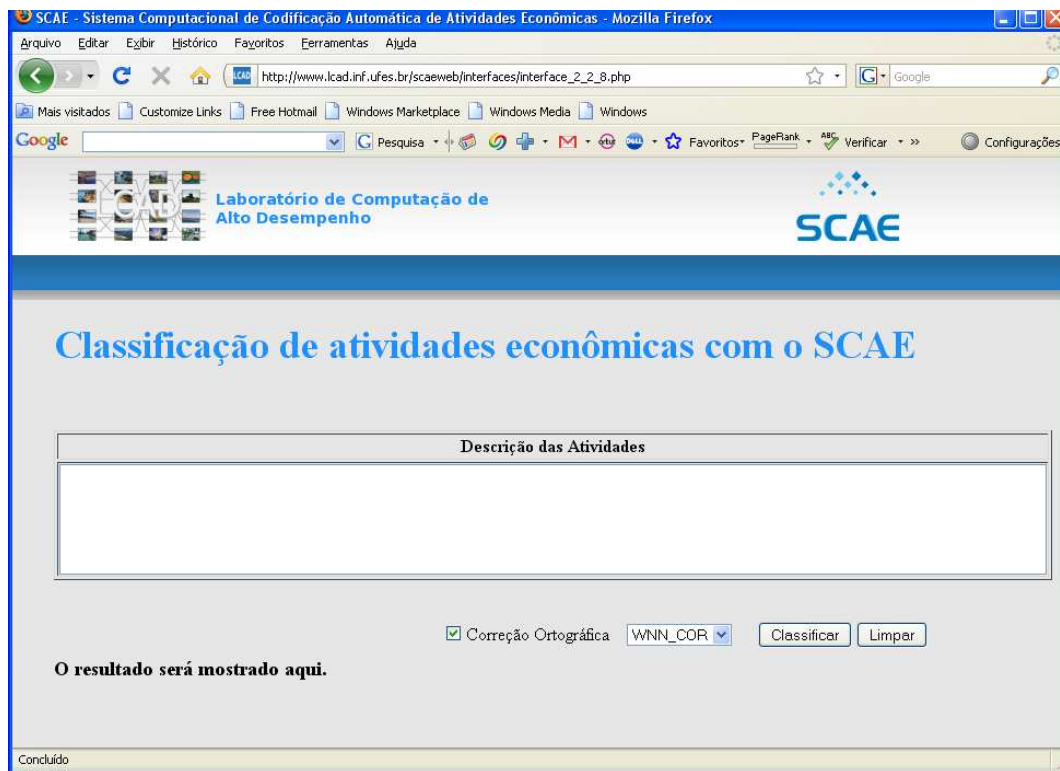 SCAE - Sistema Computacional de Codificação Automática de Atividades Econômicas - Mozilla Firefox
Arquivo Editar Exibir Histórico Favoritos Ferramentas Ajuda
LCAD http://www.lcad.inf.ufes.br/scaeweb/interfaces/interface_2_2_8.php G Google
Mais visitados Customize Links Free Hotmail Windows Marketplace Windows Media Windows
Google G Pesquisa Favoritos PageRank ABC Verificar » Configurações
LCAD Laboratório de Computação de
Alto Desempenho
SCAE
Classificação de atividades econômicas com o SCAE
Descrição das Atividades
Correção Ortográfica WNN_COR Classificar Limpar
O resultado será mostrado aqui.
Concluído